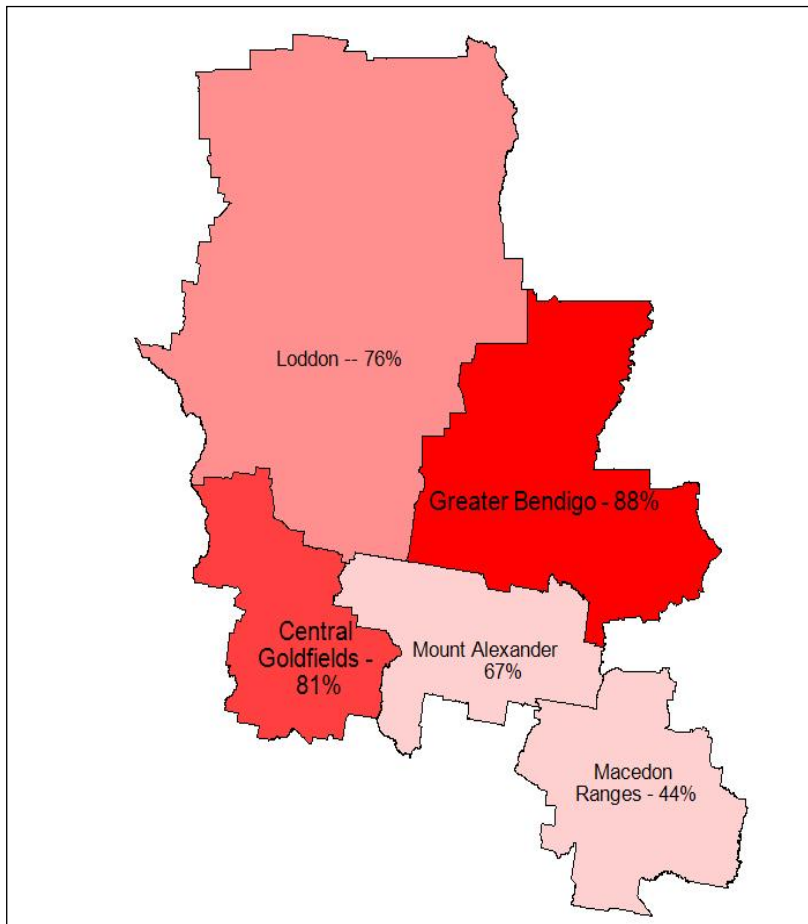 Loddon -- 76%
Greater Bendigo - 88%
Central
Goldfields -
81%
Mount Alexander
67%
Macedon
Ranges - 44%